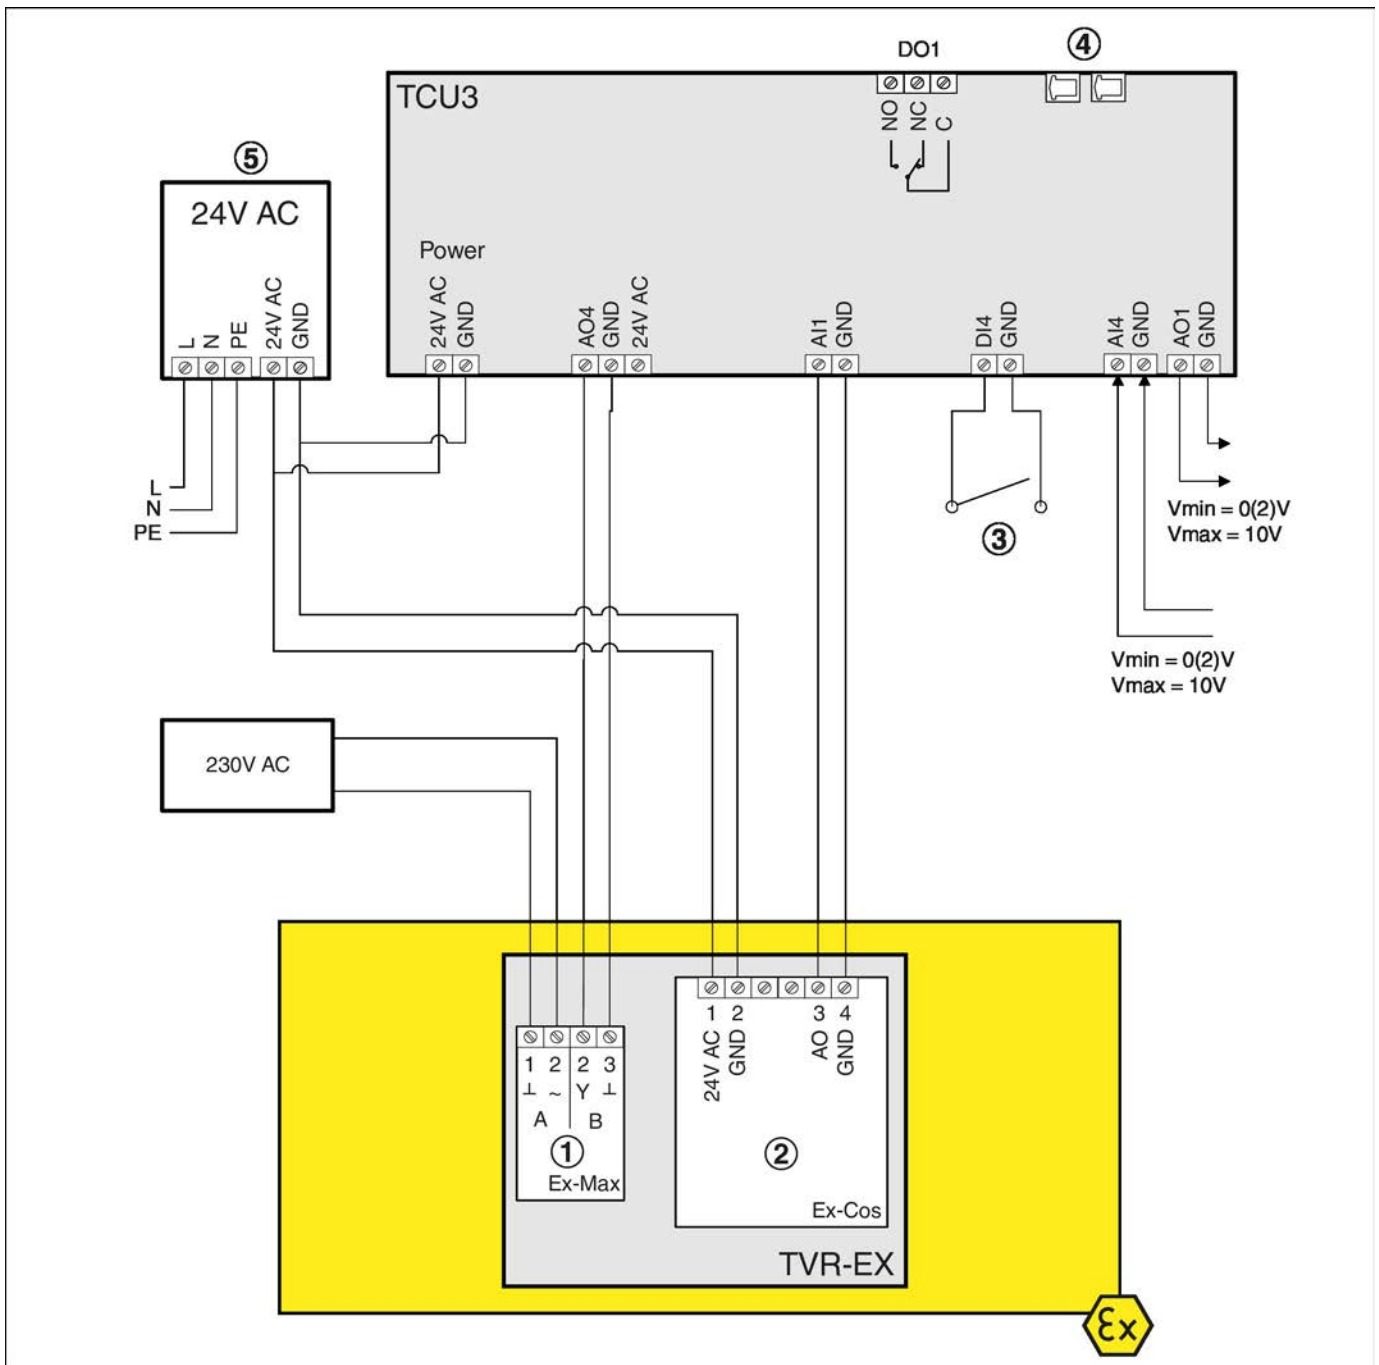 DO1
④
TCU3
NO
NC
C
⑤
24V AC
L
N
PE
24V AC
GND
Power
24V AC
GND
AO4
GND
24V AC
AI1
GND
DI4
GND
AI4
GND
AO1
GND
L
N
PE
③
Vmin = 0(2)V
Vmax = 10V
Vmin = 0(2)V
Vmax = 10V
230V AC
1 2 2 3
⊥ ~ Y ⊥
A B
①
Ex-Max
1 2 3 4
24V AC
GND
AO
GND
②
Ex-Cos
TVR-EX
εx